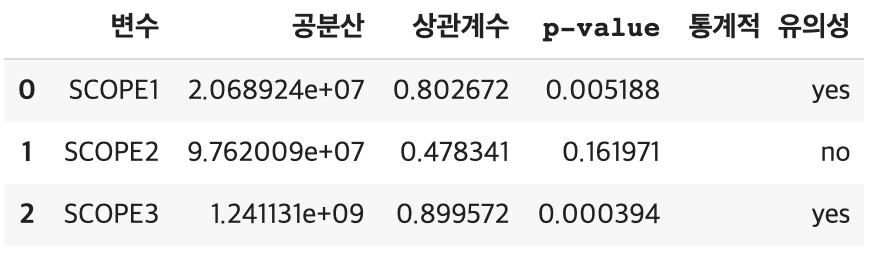 변수 공분산 상관계수 p-value 통계적 유의성
0 SCOPE1 2.068924e+07 0.802672 0.005188 yes
1 SCOPE2 9.762009e+07 0.478341 0.161971 no
2 SCOPE3 1.241131e+09 0.899572 0.000394 yes